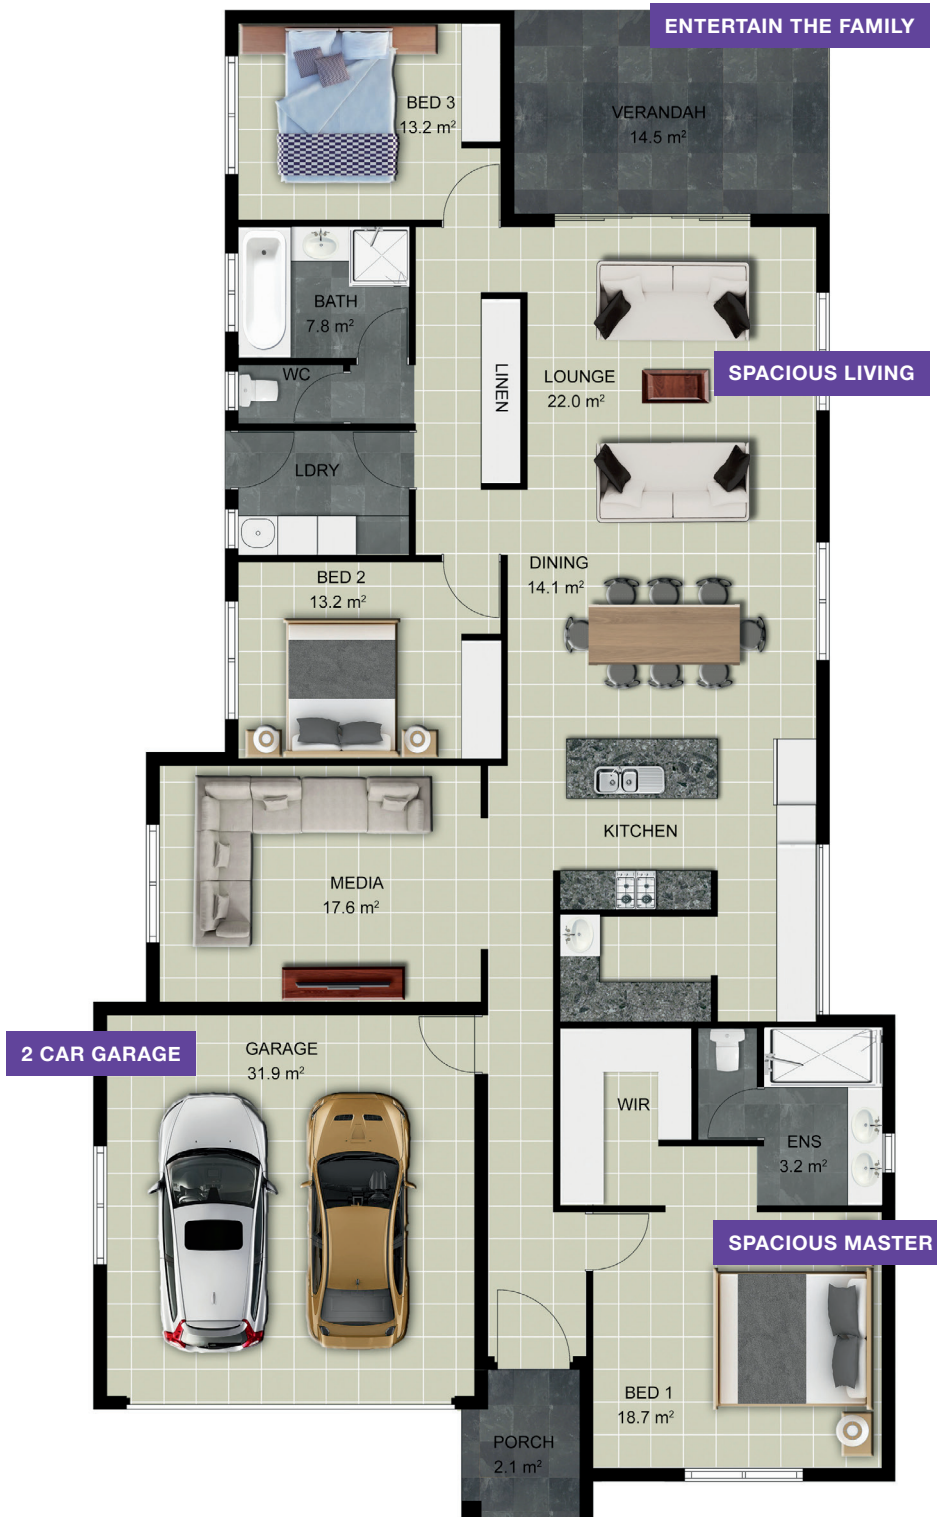 ENTERTAIN THE FAMILY
BED 3
13.2 m²
VERANDAH
14.5 m²
BATH
7.8 m²
WC
LINEN
LOUNGE
22.0 m²
SPACIOUS LIVING
LDRY
BED 2
13.2 m²
DINING
14.1 m²
KITCHEN
MEDIA
17.6 m²
2 CAR GARAGE
GARAGE
31.9 m²
WIR
ENS
3.2 m²
SPACIOUS MASTER
BED 1
18.7 m²
PORCH
2.1 m²